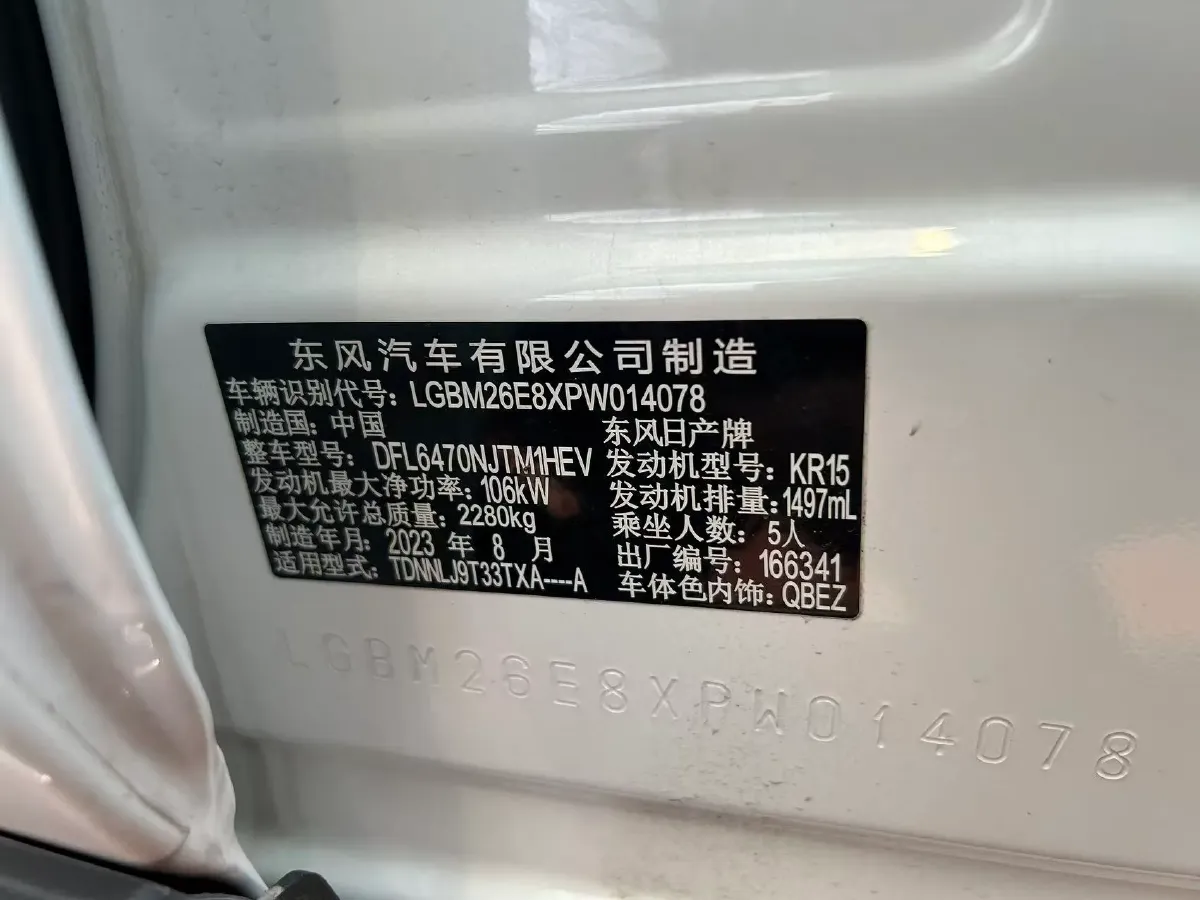 东风汽车有限公司制造
车辆识别代号: LGBM26E8XPW014078
制造国: 中国 东风日产牌
整车型号: DFL6470NJTM1HEV 发动机型号: KR15
发动机最大净功率: 106kW 发动机排量: 1497mL
最大允许总质量: 2280kg 乘坐人数: 5人
制造年月: 2023 年 8 月 出厂编号: 166341
适用型式: TDNNLJ9T33TXA----A 车体色内饰: QBEZ
LGBM26E8XPW014078